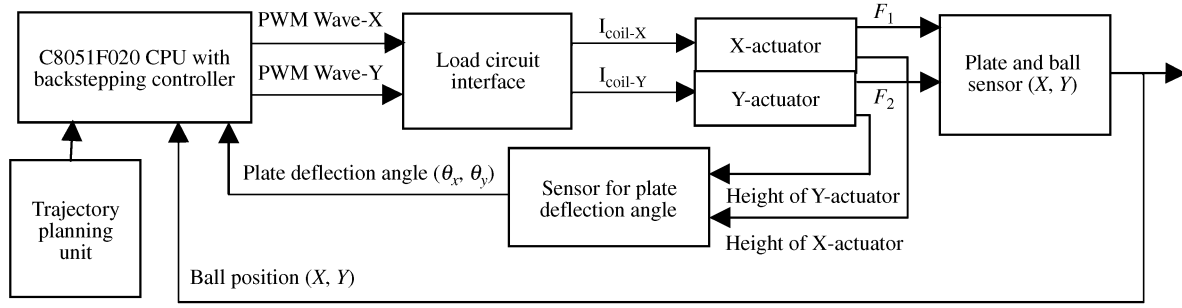 PWM Wave-X
C8051F020 CPU with
backstepping controller
PWM Wave-Y
Load circuit
interface
I_coil-X
I_coil-Y
X-actuator
Y-actuator
F_1
F_2
Plate and ball
sensor (X, Y)
Trajectory
planning
unit
Plate deflection angle (θ_x, θ_y)
Sensor for plate
deflection angle
Height of Y-actuator
Height of X-actuator
Ball position (X, Y)